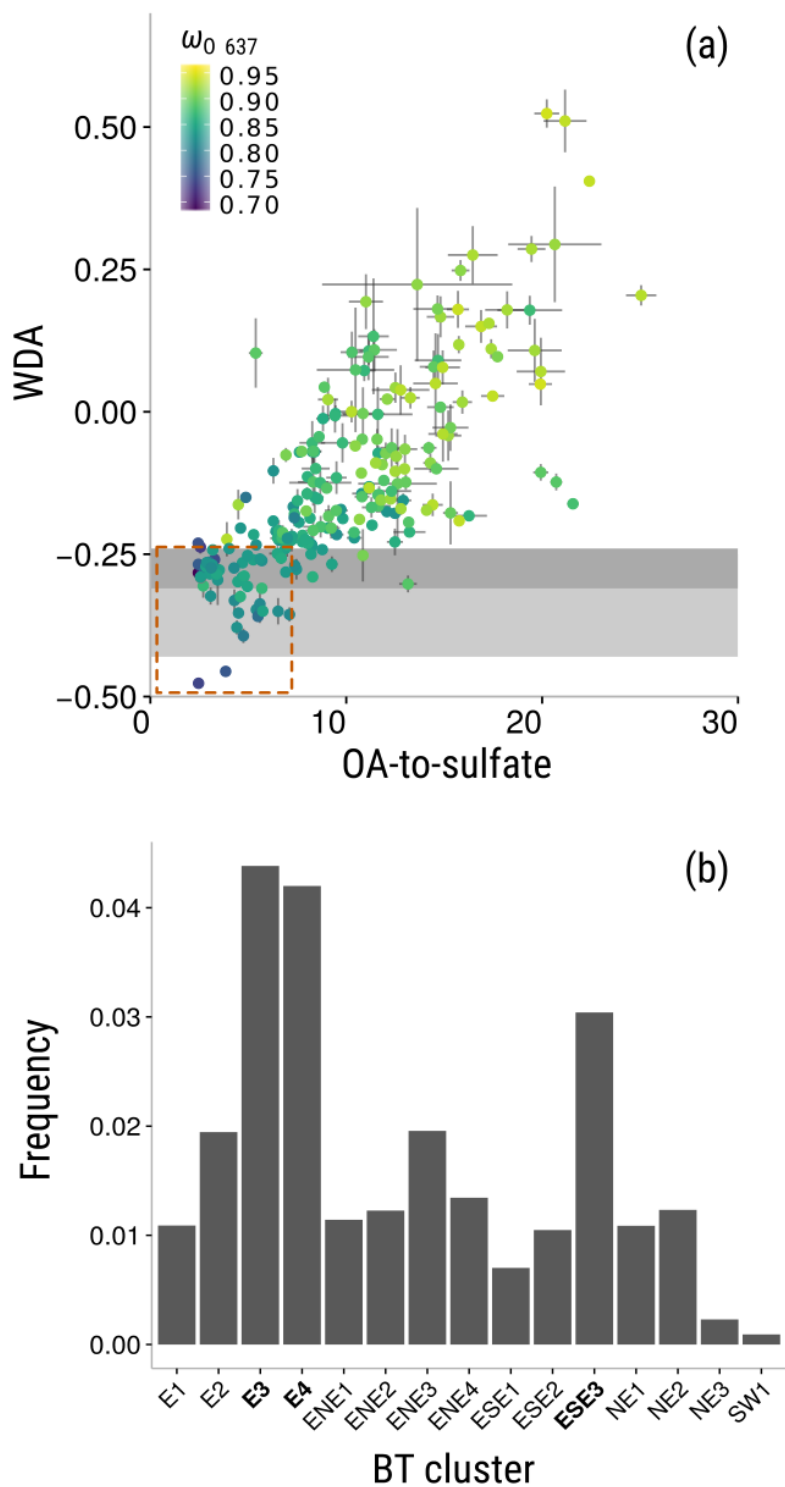 ω0 637
(a)
0.95
0.90
0.85
0.80
0.75
0.70
0.50
0.25
0.00
−0.25
−0.50
WDA
0 10 20 30
OA-to-sulfate
(b)
0.04
0.03
0.02
0.01
0.00
Frequency
E1 E2 E3 E4 ENE1 ENE2 ENE3 ENE4 ESE1 ESE2 ESE3 NE1 NE2 NE3 SW1
BT cluster